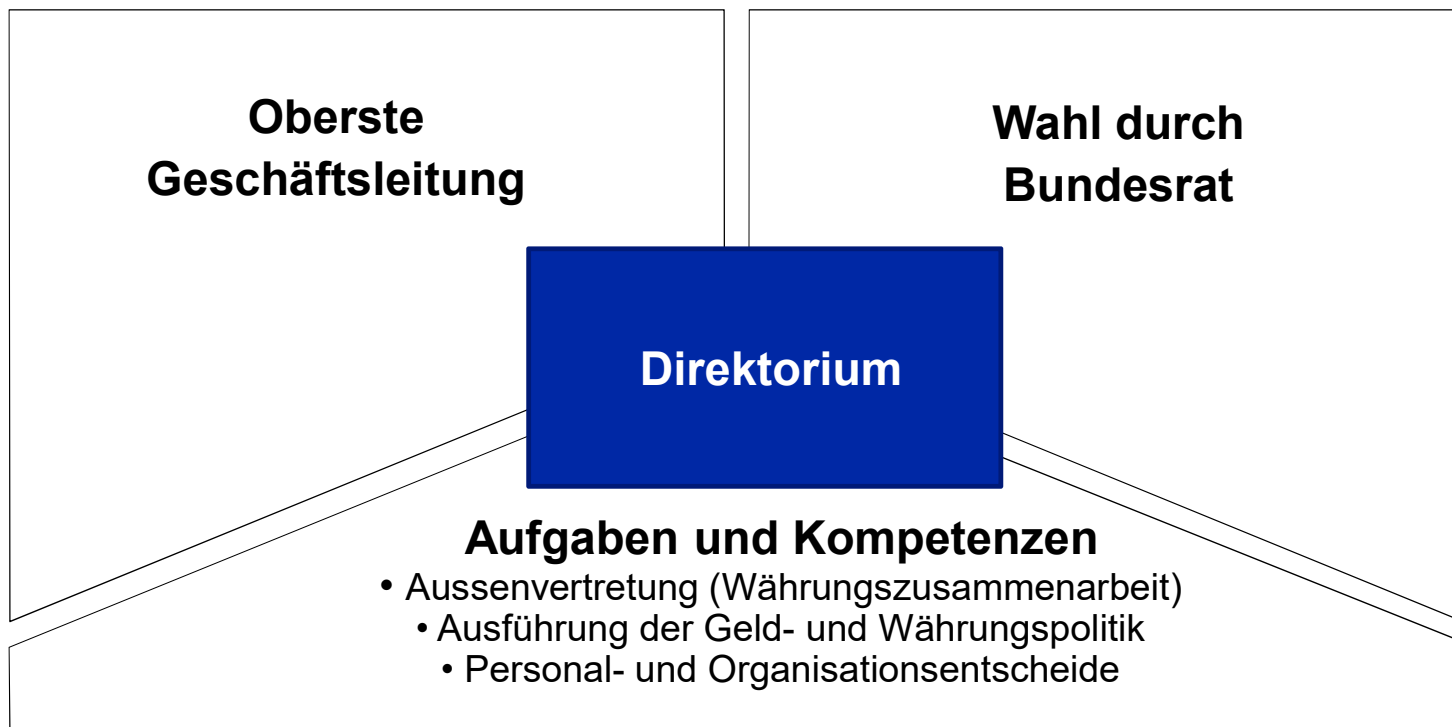 Oberste
Geschäftsleitung
Wahl durch
Bundesrat
Direktorium
Aufgaben und Kompetenzen
• Aussenvertretung (Währungszusammenarbeit)
• Ausführung der Geld- und Währungspolitik
• Personal- und Organisationsentscheide